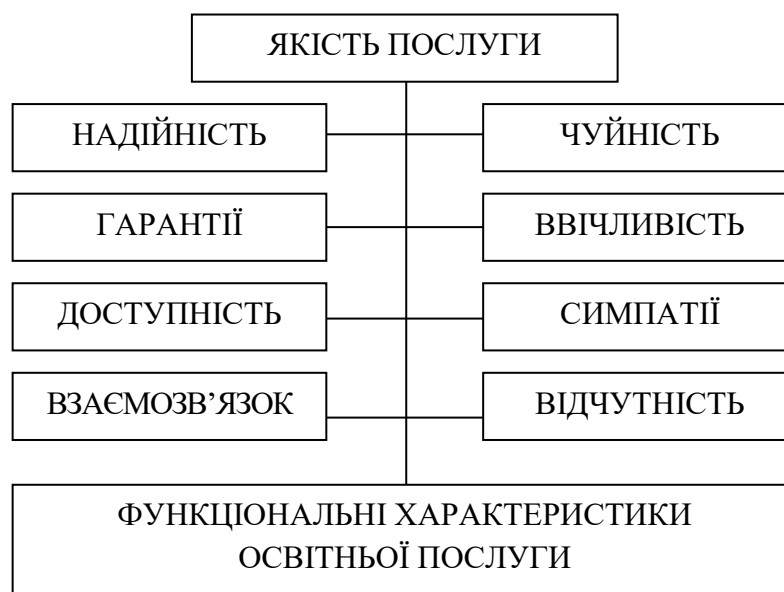 ЯКІСТЬ ПОСЛУГИ
НАДІЙНІСТЬ
ЧУЙНІСТЬ
ГАРАНТІЇ
ВВІЧЛИВІСТЬ
ДОСТУПНІСТЬ
СИМПАТІЇ
ВЗАЄМОЗВ’ЯЗОК
ВІДЧУТНІСТЬ
ФУНКЦІОНАЛЬНІ ХАРАКТЕРИСТИКИ
ОСВІТНЬОЇ ПОСЛУГИ